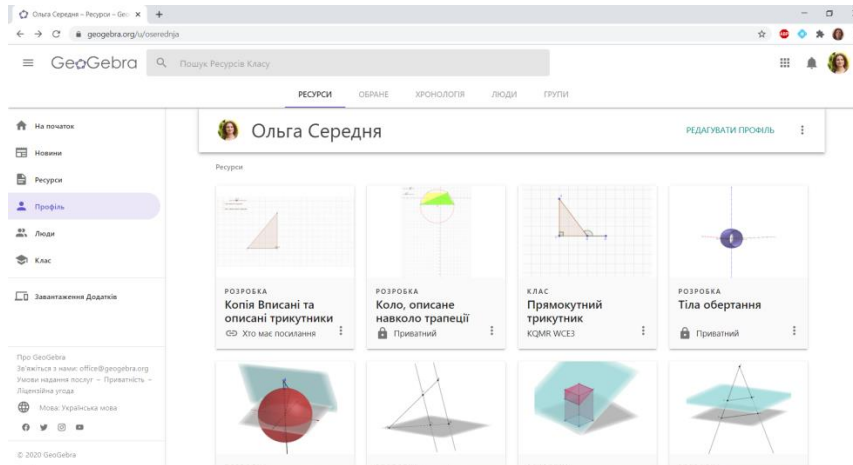 Ольга Середня – Ресурси – Geo
geogebra.org/u/oserednja
GeoGebra
Пошук Ресурсів Класу
РЕСУРСИ ОБРАНЕ ХРОНОЛОГІЯ ЛЮДИ ГРУПИ
На початок
Новини
Ресурси
Профіль
Люди
Клас
Завантаження Додатків
Про GeoGebra
Зв'яжіться з нами: office@geogebra.org
Умови надання послуг – Приватність –
Ліцензійна угода
Мова: Українська мова
© 2020 GeoGebra
Ольга Середня
РЕДАГУВАТИ ПРОФІЛЬ
Ресурси
РОЗРОБКА
Копія Вписані та
описані трикутники
Хто має посилання
РОЗРОБКА
Коло, описане
навколо трапеції
Приватний
КЛАС
Прямокутний
трикутник
KQMR WCE3
РОЗРОБКА
Тіла обертання
Приватний